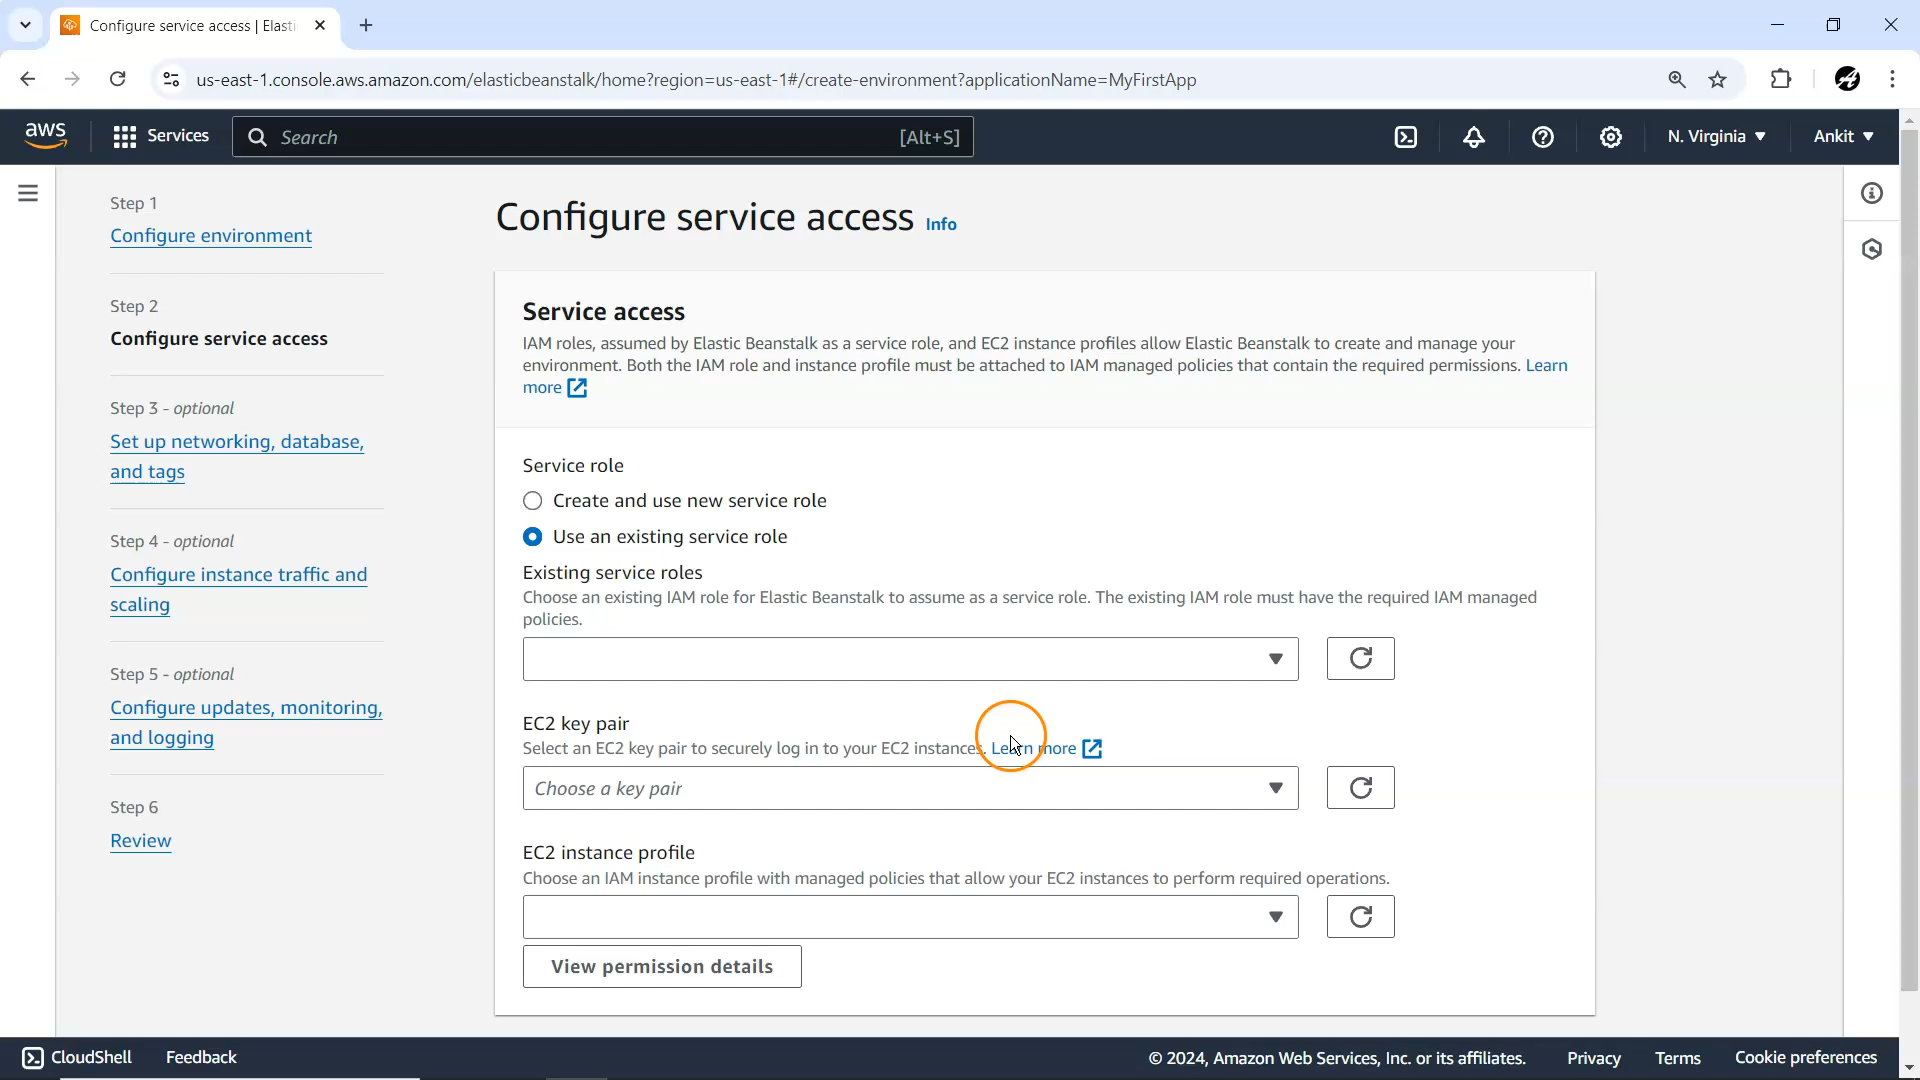 Configure service access | Elasti
us-east-1.console.aws.amazon.com/elasticbeanstalk/home?region=us-east-1#/create-environment?applicationName=MyFirstApp
aws
Services
Search
[Alt+S]
N. Virginia
Ankit
Step 1
Configure environment
Step 2
Configure service access
Step 3 - optional
Set up networking, database,
and tags
Step 4 - optional
Configure instance traffic and
scaling
Step 5 - optional
Configure updates, monitoring,
and logging
Step 6
Review
Configure service access Info
Service access
IAM roles, assumed by Elastic Beanstalk as a service role, and EC2 instance profiles allow Elastic Beanstalk to create and manage your
environment. Both the IAM role and instance profile must be attached to IAM managed policies that contain the required permissions. Learn
more
Service role
Create and use new service role
Use an existing service role
Existing service roles
Choose an existing IAM role for Elastic Beanstalk to assume as a service role. The existing IAM role must have the required IAM managed
policies.
EC2 key pair
Select an EC2 key pair to securely log in to your EC2 instances. Learn more
Choose a key pair
EC2 instance profile
Choose an IAM instance profile with managed policies that allow your EC2 instances to perform required operations.
View permission details
CloudShell
Feedback
© 2024, Amazon Web Services, Inc. or its affiliates.
Privacy
Terms
Cookie preferences